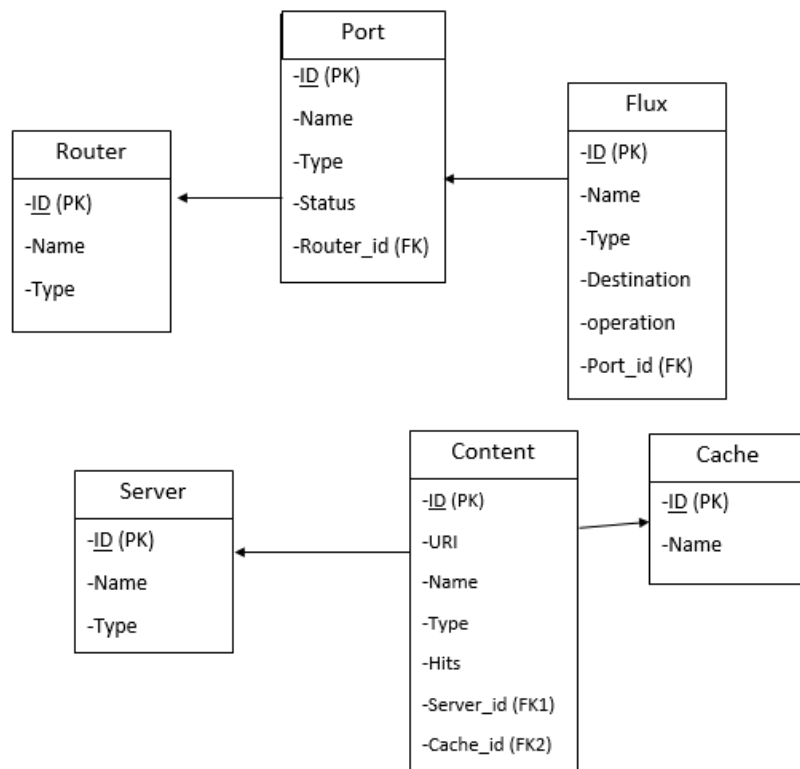 Router
-ID (PK)
-Name
-Type
Port
-ID (PK)
-Name
-Type
-Status
-Router_id (FK)
Flux
-ID (PK)
-Name
-Type
-Destination
-operation
-Port_id (FK)
Server
-ID (PK)
-Name
-Type
Content
-ID (PK)
-URI
-Name
-Type
-Hits
-Server_id (FK1)
-Cache_id (FK2)
Cache
-ID (PK)
-Name